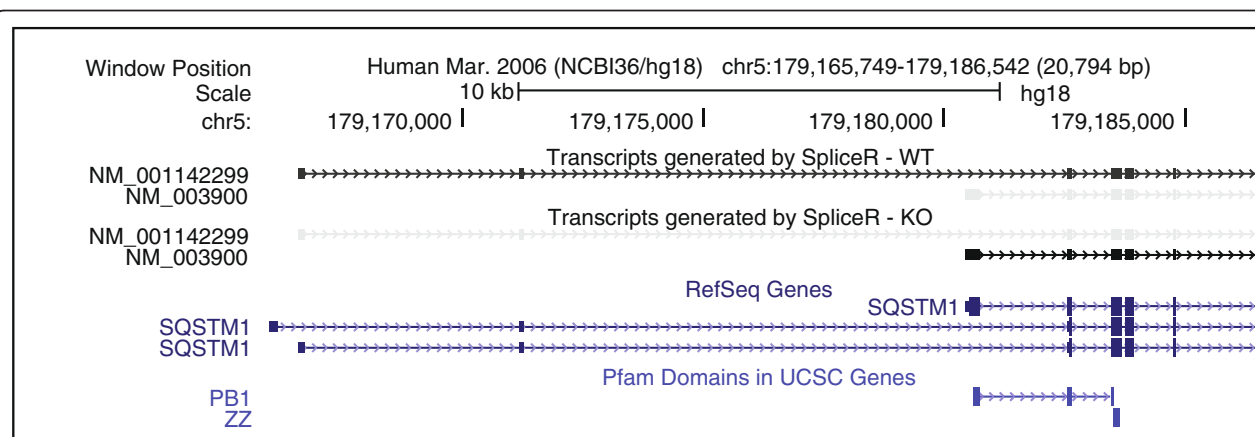 Window Position Human Mar. 2006 (NCBI36/hg18) chr5:179,165,749-179,186,542 (20,794 bp)
Scale 10 kb hg18
chr5: 179,170,000 179,175,000 179,180,000 179,185,000
Transcripts generated by SpliceR - WT
NM_001142299
NM_003900
Transcripts generated by SpliceR - KO
NM_001142299
NM_003900
RefSeq Genes
SQSTM1
SQSTM1
SQSTM1
Pfam Domains in UCSC Genes
PB1
ZZ